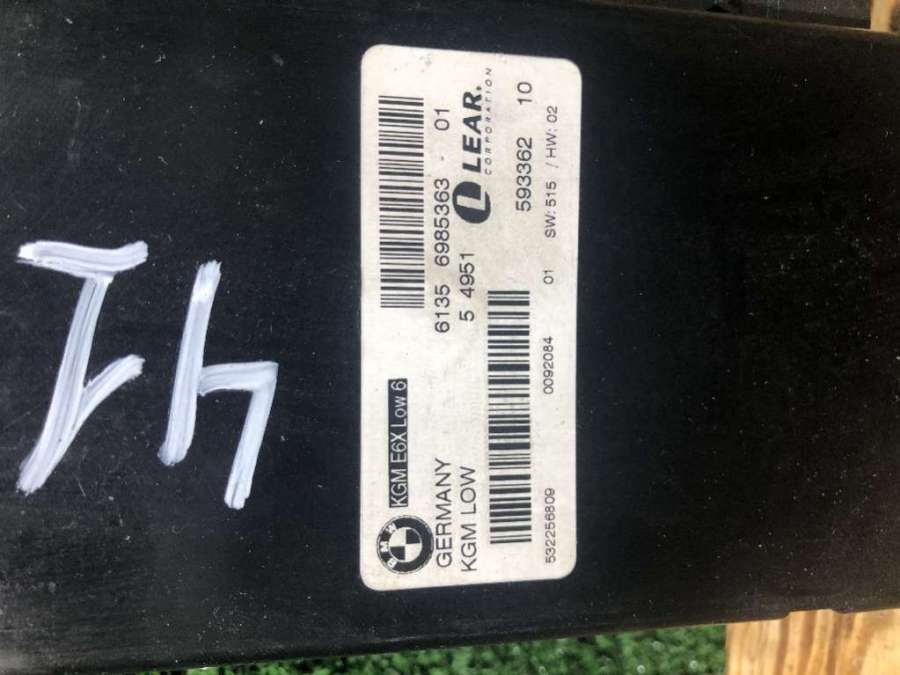 BMW
KGM E6X Low 6
GERMANY 6135 6985363 01
KGM LOW 5 4951 LEAR.
CORPORATION
593362 10
532256809 0092084 01 SW: 515 / HW: 02